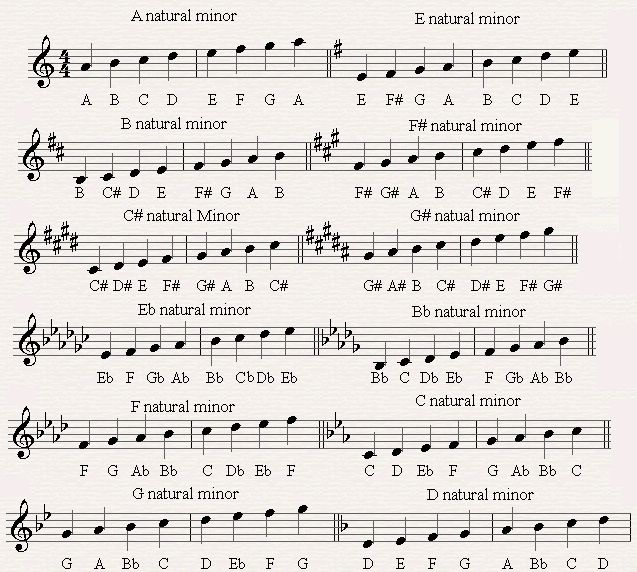 A natural minor E natural minor
4
4
A B C D E F G A E F# G A B C D E
B natural minor F# natural minor
B C# D E F# G A B F# G# A B C# D E F#
C# natural Minor G# natual minor
C# D# E F# G# A B C# G# A# B C# D# E F# G#
Eb natural minor Bb natural minor
Eb F Gb Ab Bb Cb Db Eb Bb C Db Eb F Gb Ab Bb
F natural minor C natural minor
F G Ab Bb C Db Eb F C D Eb F G Ab Bb C
G natural minor D natural minor
G A Bb C D Eb F G D E F G A Bb C D